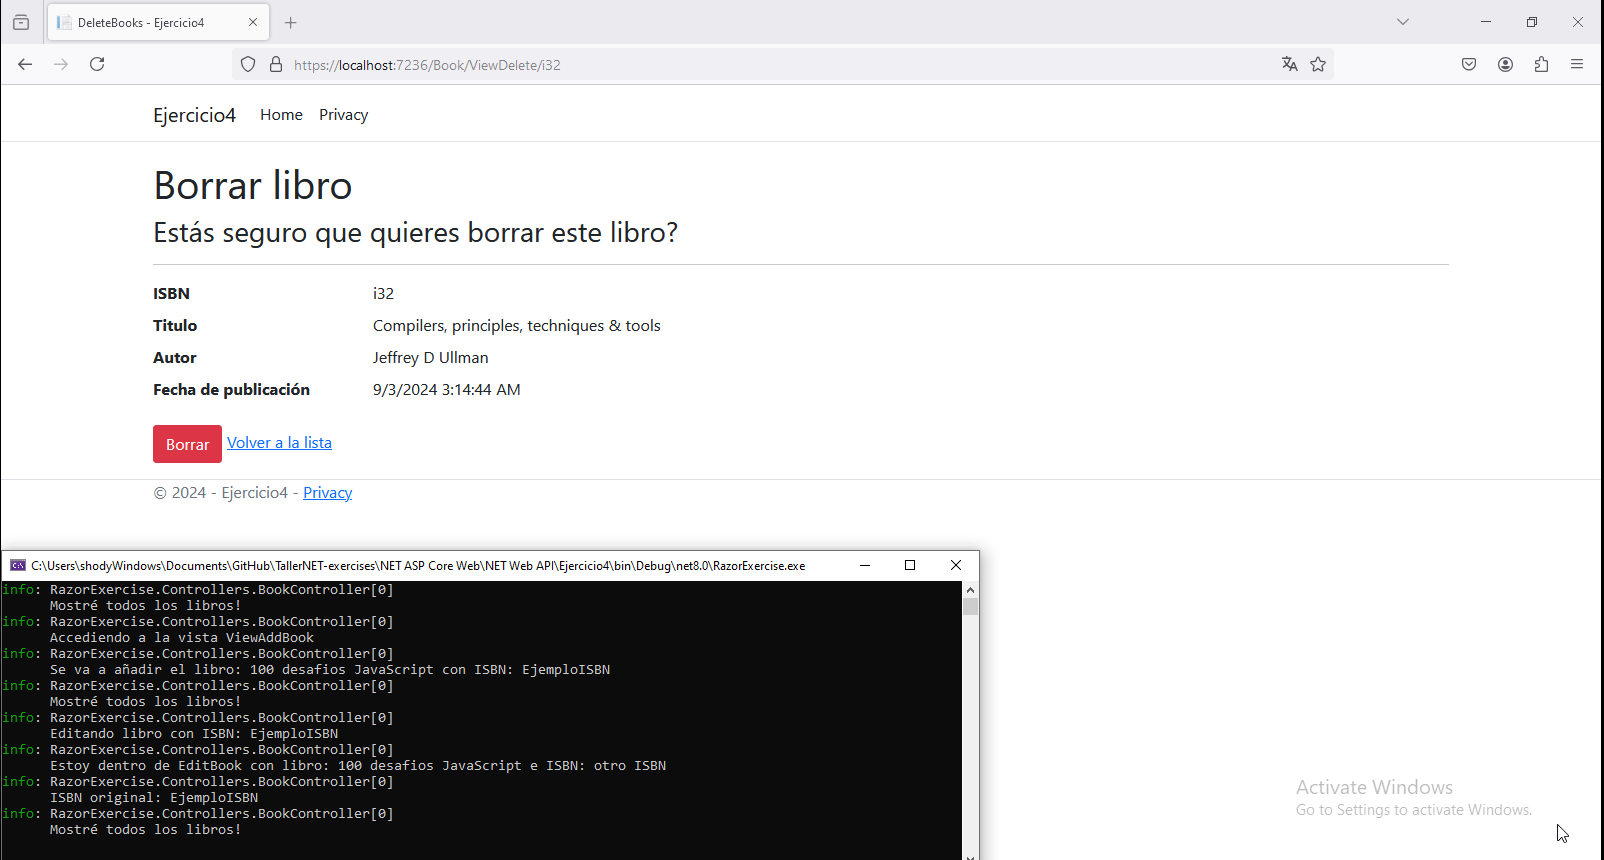 DeleteBooks - Ejercicio4
https://localhost:7236/Book/ViewDelete/i32
Ejercicio4 Home Privacy
Borrar libro
Estás seguro que quieres borrar este libro?
ISBN i32
Titulo Compilers, principles, techniques & tools
Autor Jeffrey D Ullman
Fecha de publicación 9/3/2024 3:14:44 AM
Borrar Volver a la lista
© 2024 - Ejercicio4 - Privacy
C:\Users\shodyWindows\Documents\GitHub\TallerNET-exercises\NET ASP Core Web\NET Web API\Ejercicio4\bin\Debug\net8.0\RazorExercise.exe
info: RazorExercise.Controllers.BookController[0]
Mostré todos los libros!
info: RazorExercise.Controllers.BookController[0]
Accediendo a la vista ViewAddBook
info: RazorExercise.Controllers.BookController[0]
Se va a añadir el libro: 100 desafios JavaScript con ISBN: EjemploISBN
info: RazorExercise.Controllers.BookController[0]
Mostré todos los libros!
info: RazorExercise.Controllers.BookController[0]
Editando libro con ISBN: EjemploISBN
info: RazorExercise.Controllers.BookController[0]
Estoy dentro de EditBook con libro: 100 desafios JavaScript e ISBN: otro ISBN
info: RazorExercise.Controllers.BookController[0]
ISBN original: EjemploISBN
info: RazorExercise.Controllers.BookController[0]
Mostré todos los libros!
Activate Windows
Go to Settings to activate Windows.